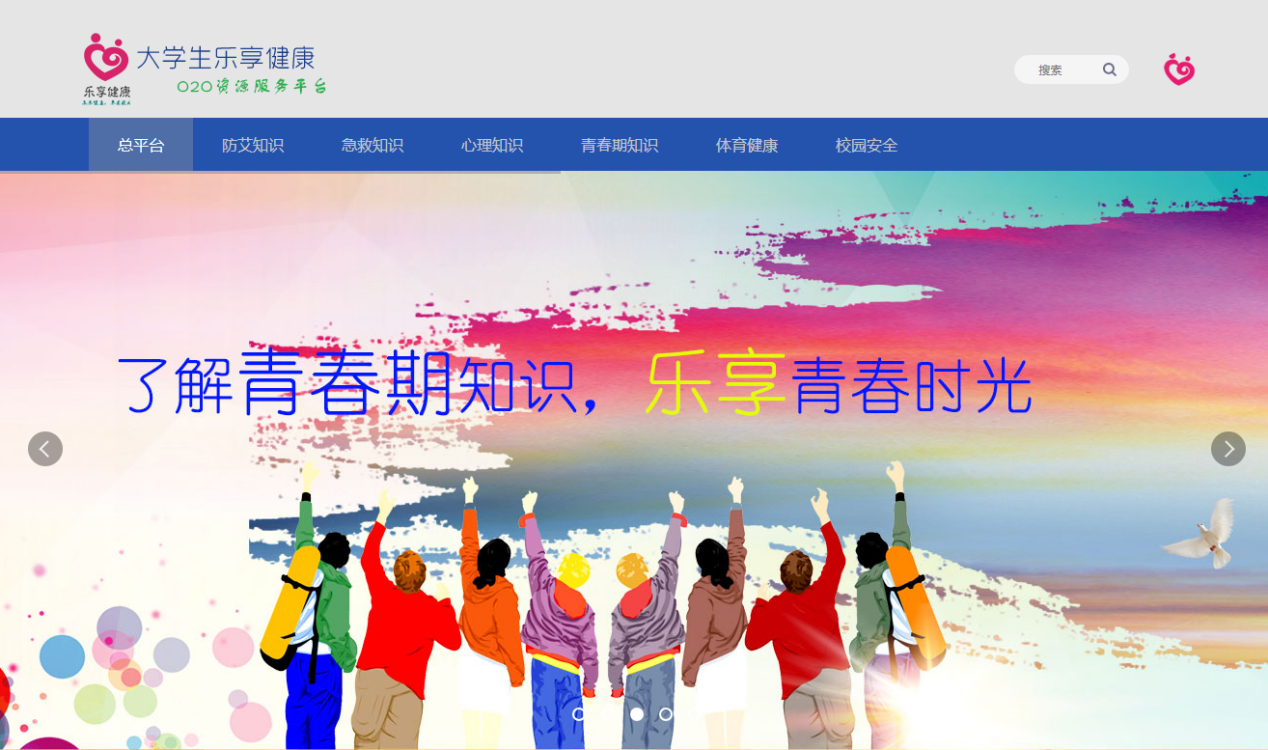 大学生乐享健康
O2O资源服务平台
乐享健康
搜索
总平台 防艾知识 急救知识 心理知识 青春期知识 体育健康 校园安全
了解青春期知识，乐享青春时光